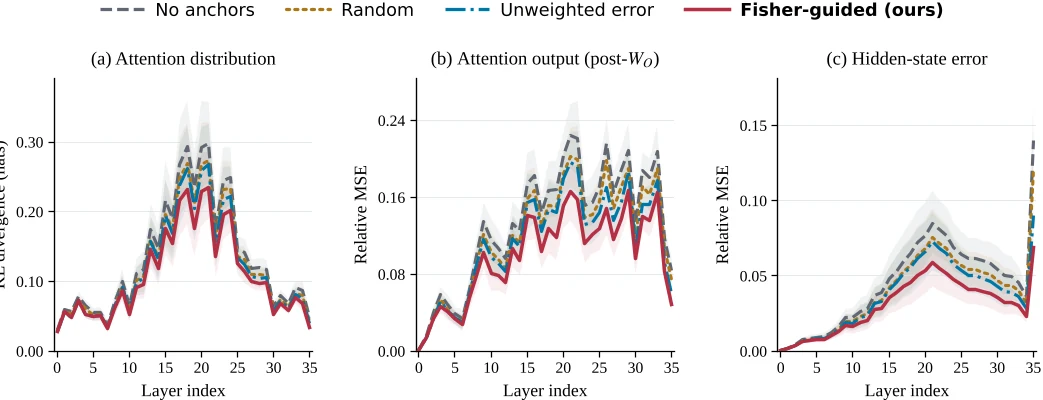 No anchors Random Unweighted error Fisher-guided (ours)
(a) Attention distribution
divergence (nats)
0.30
0.20
0.10
0.00
0 5 10 15 20 25 30 35
Layer index
(b) Attention output (post-W_O)
Relative MSE
0.24
0.16
0.08
0.00
0 5 10 15 20 25 30 35
Layer index
(c) Hidden-state error
Relative MSE
0.15
0.10
0.05
0.00
0 5 10 15 20 25 30 35
Layer index